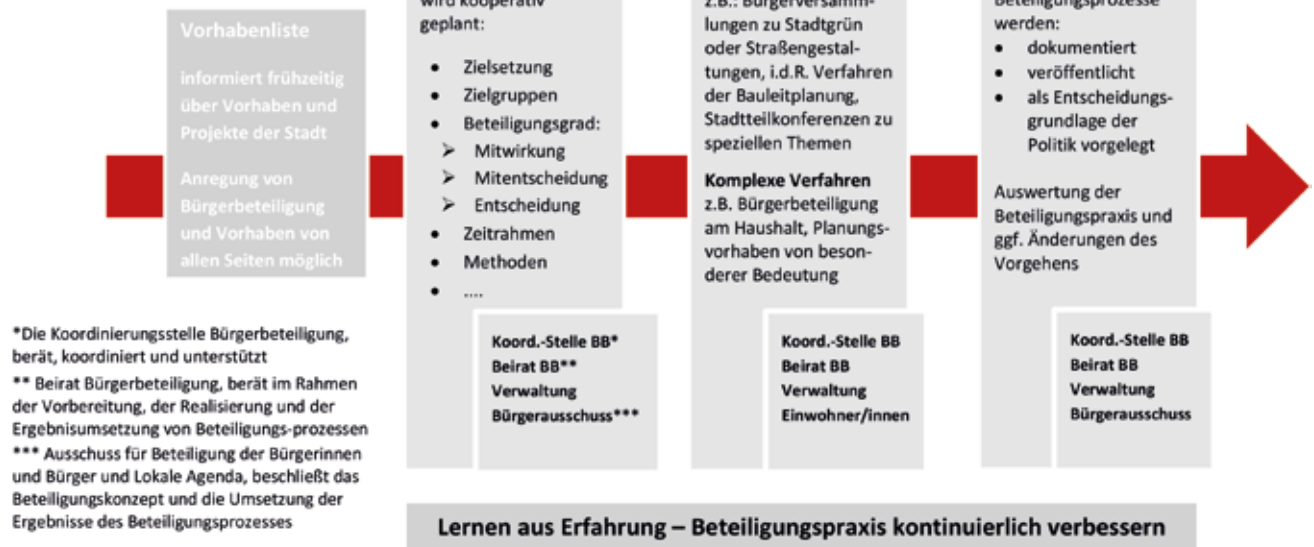 Vorhabenliste
informiert frühzeitig
über Vorhaben und
Projekte der Stadt
Anregung von
Bürgerbeteiligung
und Vorhaben von
allen Seiten möglich
wird kooperativ
geplant:
• Zielsetzung
• Zielgruppen
• Beteiligungsgrad:
➢ Mitwirkung
➢ Mitentscheidung
➢ Entscheidung
• Zeitrahmen
• Methoden
• ....
Koord.-Stelle BB*
Beirat BB**
Verwaltung
Bürgerausschuss***
z.B.: Bürgerversamm-
lungen zu Stadtgrün
oder Straßengestal-
tungen, i.d.R. Verfahren
der Bauleitplanung,
Stadtteilkonferenzen zu
speziellen Themen
Komplexe Verfahren
z.B. Bürgerbeteiligung
am Haushalt, Planungs-
vorhaben von beson-
derer Bedeutung
Koord.-Stelle BB
Beirat BB
Verwaltung
Einwohner/innen
Beteiligungsprozesse
werden:
• dokumentiert
• veröffentlicht
• als Entscheidungs-
grundlage der
Politik vorgelegt
Auswertung der
Beteiligungspraxis und
ggf. Änderungen des
Vorgehens
Koord.-Stelle BB
Beirat BB
Verwaltung
Bürgerausschuss
*Die Koordinierungsstelle Bürgerbeteiligung,
berät, koordiniert und unterstützt
** Beirat Bürgerbeteiligung, berät im Rahmen
der Vorbereitung, der Realisierung und der
Ergebnisumsetzung von Beteiligungs-prozessen
*** Ausschuss für Beteiligung der Bürgerinnen
und Bürger und Lokale Agenda, beschließt das
Beteiligungskonzept und die Umsetzung der
Ergebnisse des Beteiligungsprozesses
Lernen aus Erfahrung – Beteiligungspraxis kontinuierlich verbessern